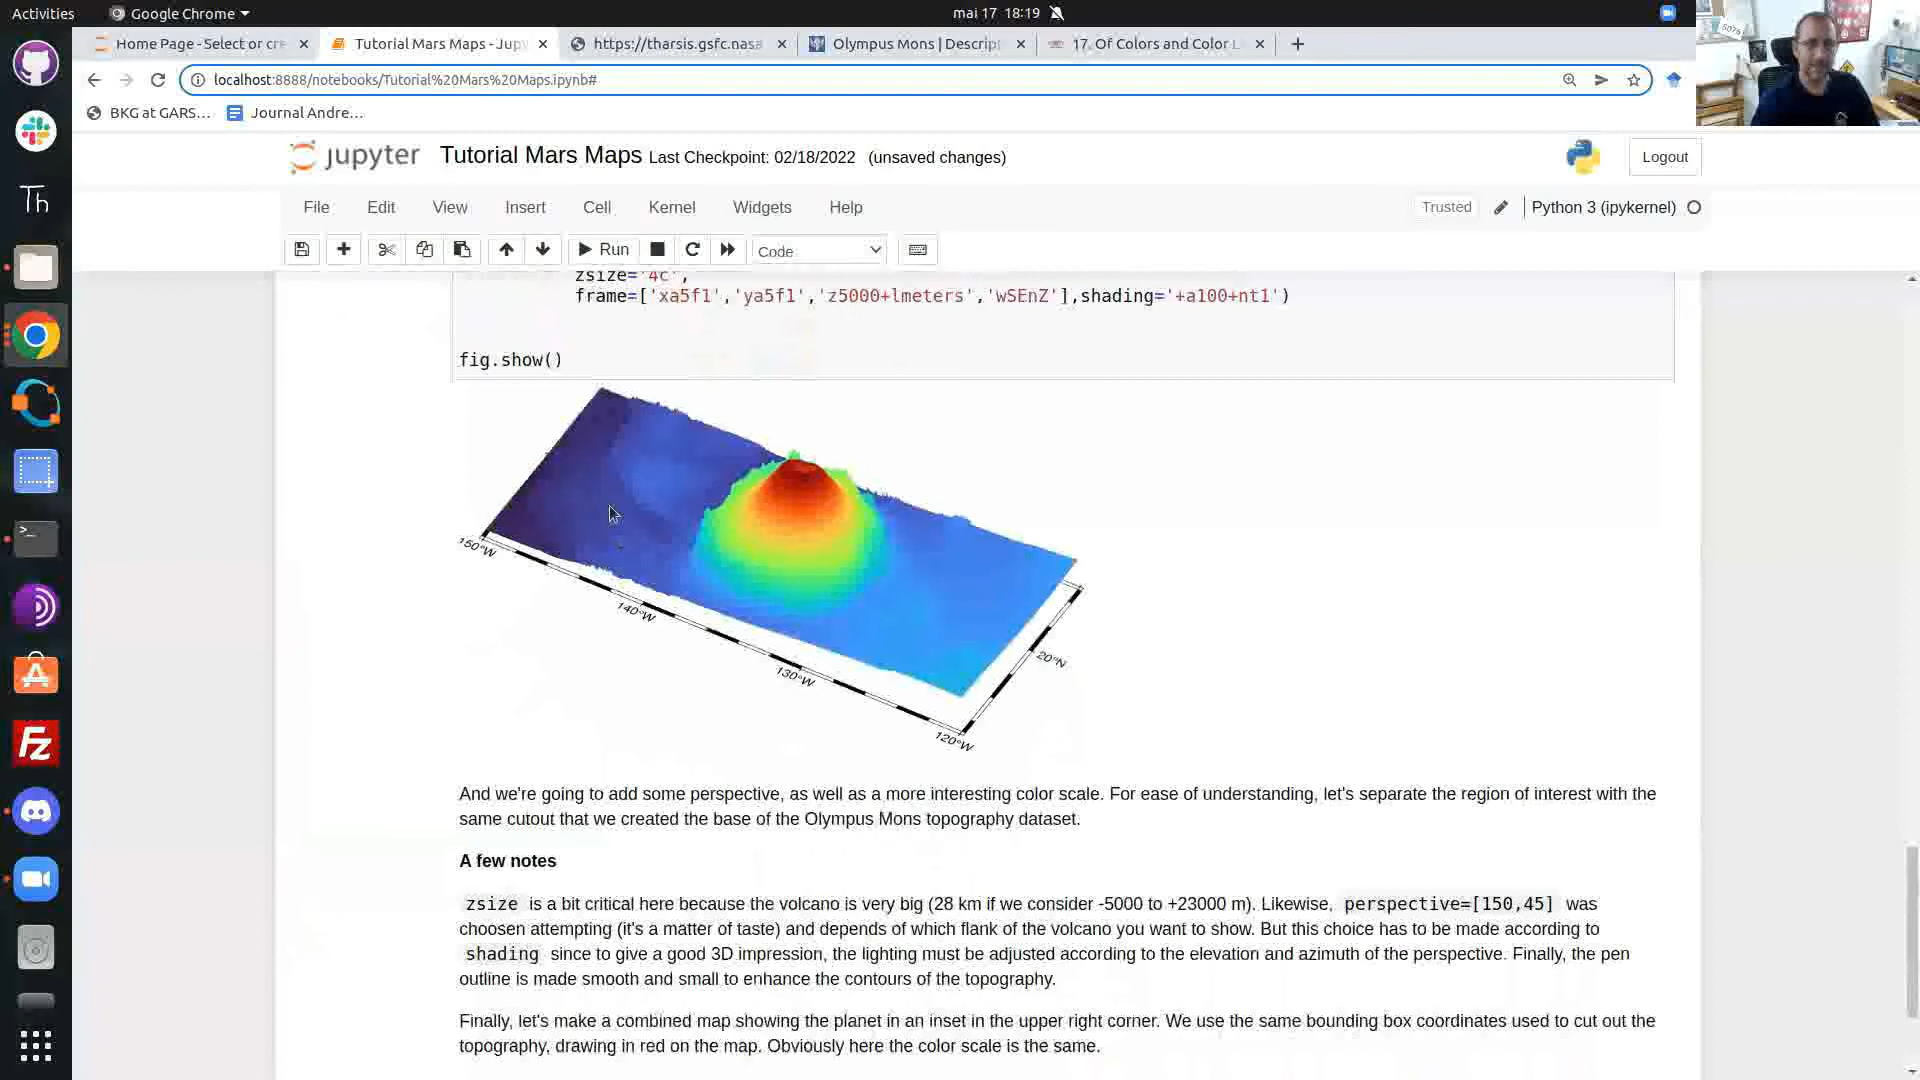 Activities
Google Chrome
mai 17 18:19
Home Page - Select or cre
Tutorial Mars Maps - Jupy
https://tharsis.gsfc.nasa
Olympus Mons | Descript
17. Of Colors and Color L
localhost:8888/notebooks/Tutorial%20Mars%20Maps.ipynb#
BKG at GARS...
Journal Andre...
jupyter
Tutorial Mars Maps Last Checkpoint: 02/18/2022 (unsaved changes)
Logout
File Edit View Insert Cell Kernel Widgets Help
Trusted
Python 3 (ipykernel)
Run
Code
zsize='4c',
frame=['xa5f1','ya5f1','z5000+lmeters','wSEnZ'],shading='+a100+nt1')
fig.show()
150°W
140°W
130°W
120°W
20°N
And we're going to add some perspective, as well as a more interesting color scale. For ease of understanding, let's separate the region of interest with the
same cutout that we created the base of the Olympus Mons topography dataset.
A few notes
zsize is a bit critical here because the volcano is very big (28 km if we consider -5000 to +23000 m). Likewise, perspective=[150,45] was
choosen attempting (it's a matter of taste) and depends of which flank of the volcano you want to show. But this choice has to be made according to
shading since to give a good 3D impression, the lighting must be adjusted according to the elevation and azimuth of the perspective. Finally, the pen
outline is made smooth and small to enhance the contours of the topography.
Finally, let's make a combined map showing the planet in an inset in the upper right corner. We use the same bounding box coordinates used to cut out the
topography, drawing in red on the map. Obviously here the color scale is the same.
Th
Fz